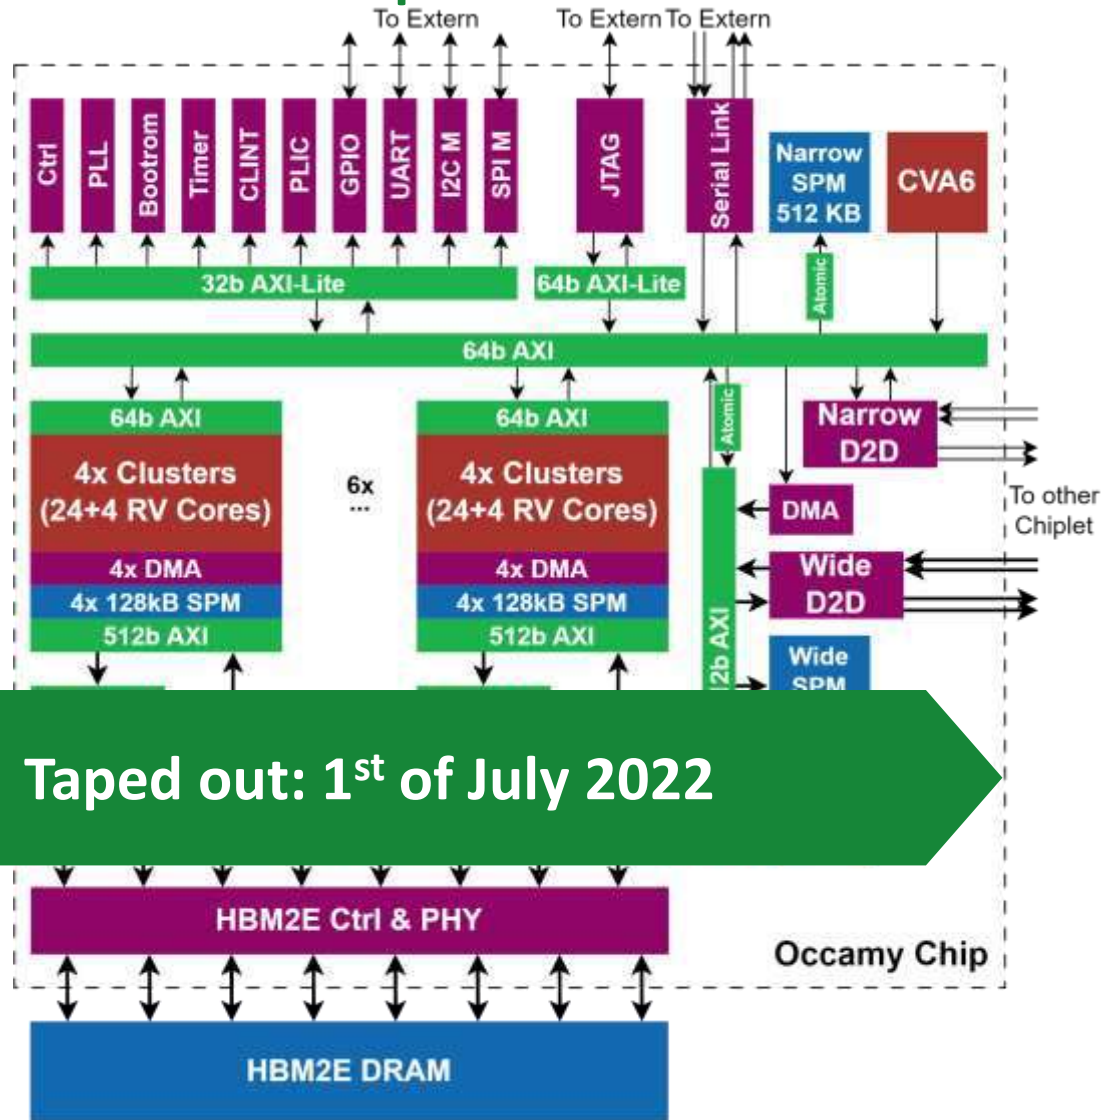 To Extern
To Extern
To Extern
Ctrl
PLL
Bootrom
Timer
CLINT
PLIC
GPIO
UART
I2C M
SPI M
JTAG
Serial Link
Narrow
SPM
512 KB
CVA6
32b AXI-Lite
64b AXI-Lite
Atomic
64b AXI
64b AXI
4x Clusters
(24+4 RV Cores)
4x DMA
4x 128kB SPM
512b AXI
6x
...
64b AXI
4x Clusters
(24+4 RV Cores)
4x DMA
4x 128kB SPM
512b AXI
Atomic
Narrow
D2D
DMA
To other
Chiplet
Wide
D2D
2b AXI
Wide
SPM
Taped out: 1st of July 2022
HBM2E Ctrl & PHY
Occamy Chip
HBM2E DRAM